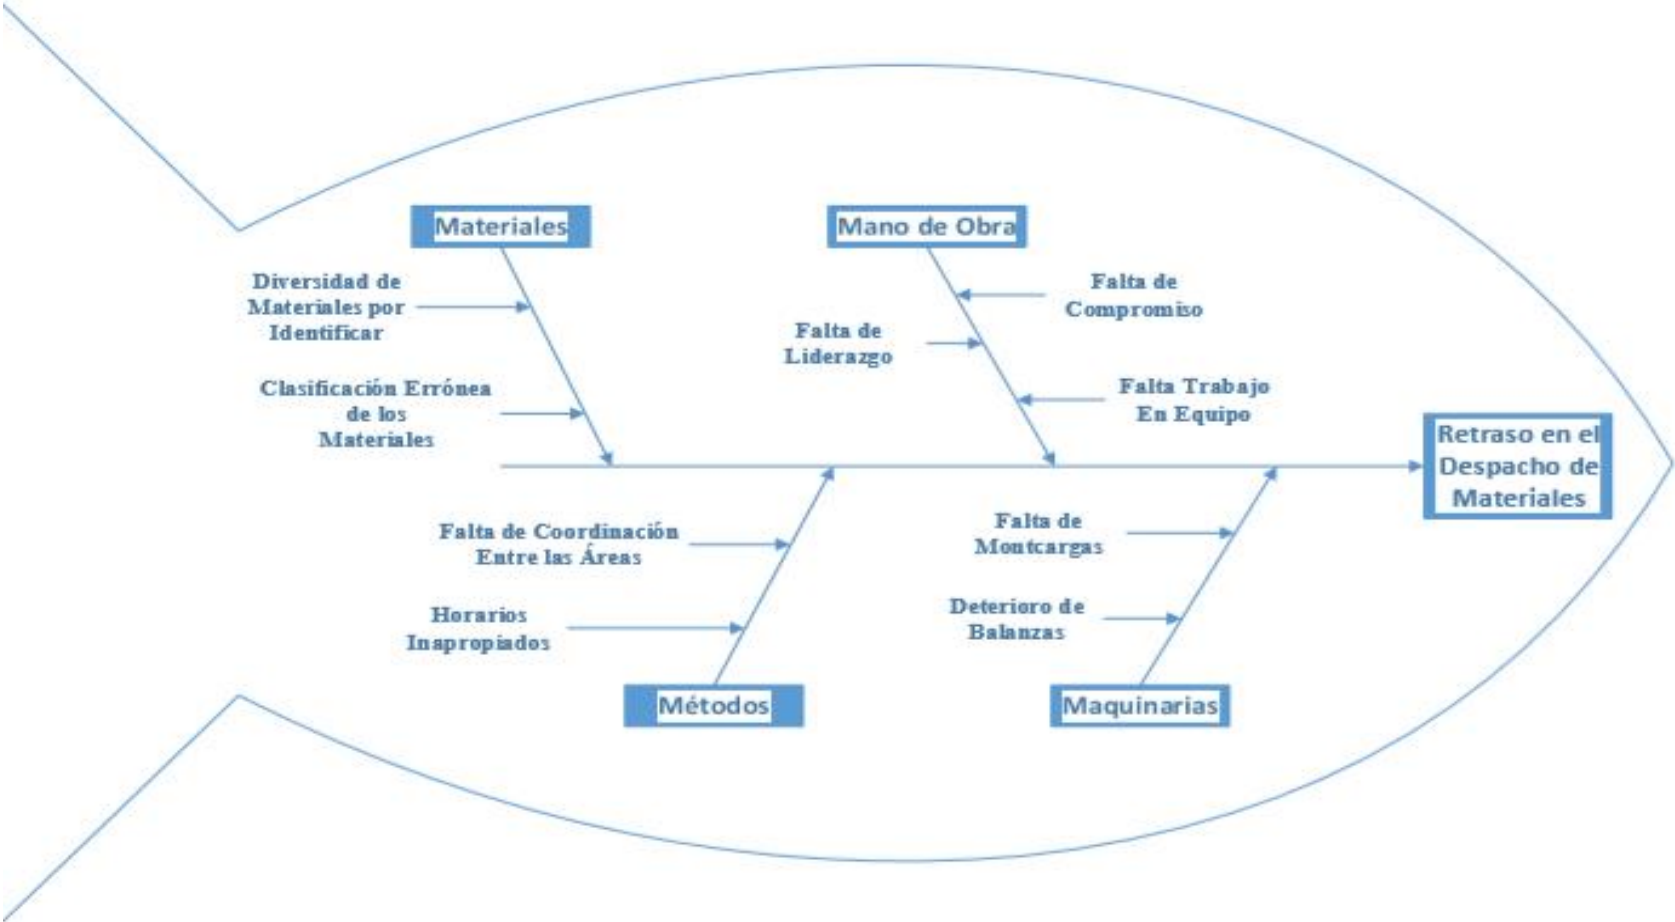 Materiales
Mano de Obra
Diversidad de
Materiales por
Identificar
Falta de
Compromiso
Falta de
Liderazgo
Clasificación Errónea
de los
Materiales
Falta Trabajo
En Equipo
Retraso en el
Despacho de
Materiales
Falta de Coordinación
Entre las Áreas
Falta de
Montcargas
Horarios
Inapropiados
Deterioro de
Balanzas
Métodos
Maquinarias